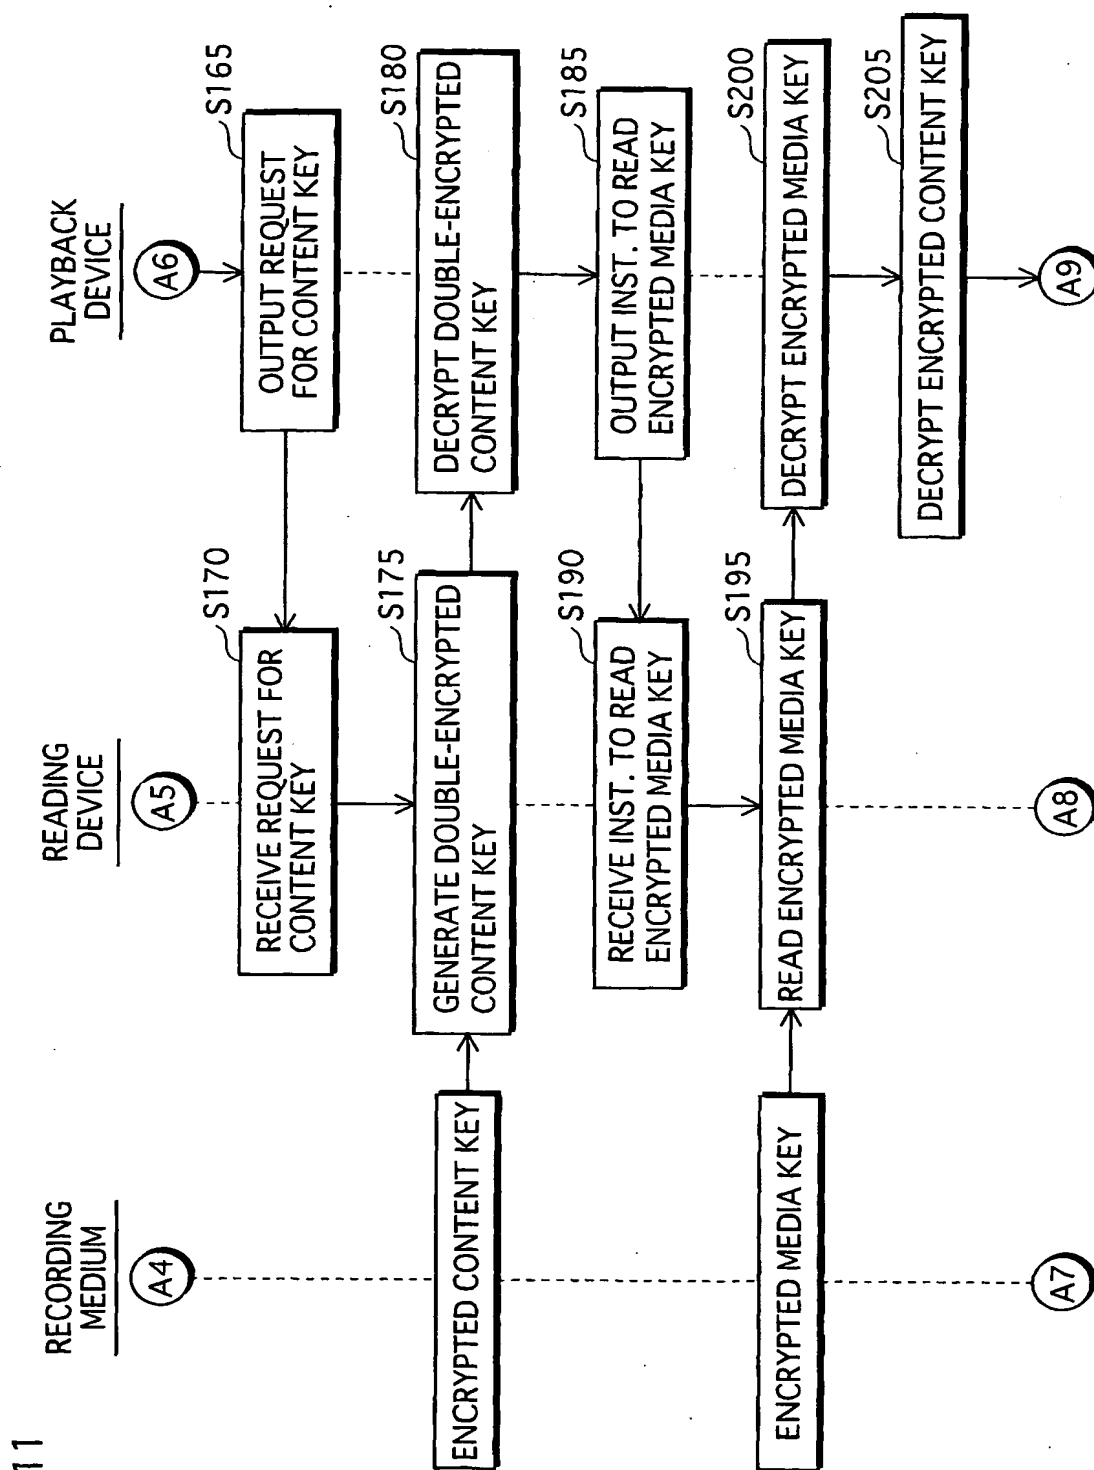 11
RECORDING
MEDIUM
READING
DEVICE
PLAYBACK
DEVICE
A4
A5
A6
S165
OUTPUT REQUEST
FOR CONTENT KEY
S170
RECEIVE REQUEST FOR
CONTENT KEY
ENCRYPTED CONTENT KEY
S175
GENERATE DOUBLE-ENCRYPTED
CONTENT KEY
S180
DECRYPT DOUBLE-ENCRYPTED
CONTENT KEY
S185
OUTPUT INST. TO READ
ENCRYPTED MEDIA KEY
S190
RECEIVE INST. TO READ
ENCRYPTED MEDIA KEY
ENCRYPTED MEDIA KEY
S195
READ ENCRYPTED MEDIA KEY
S200
DECRYPT ENCRYPTED MEDIA KEY
S205
DECRYPT ENCRYPTED CONTENT KEY
A7
A8
A9